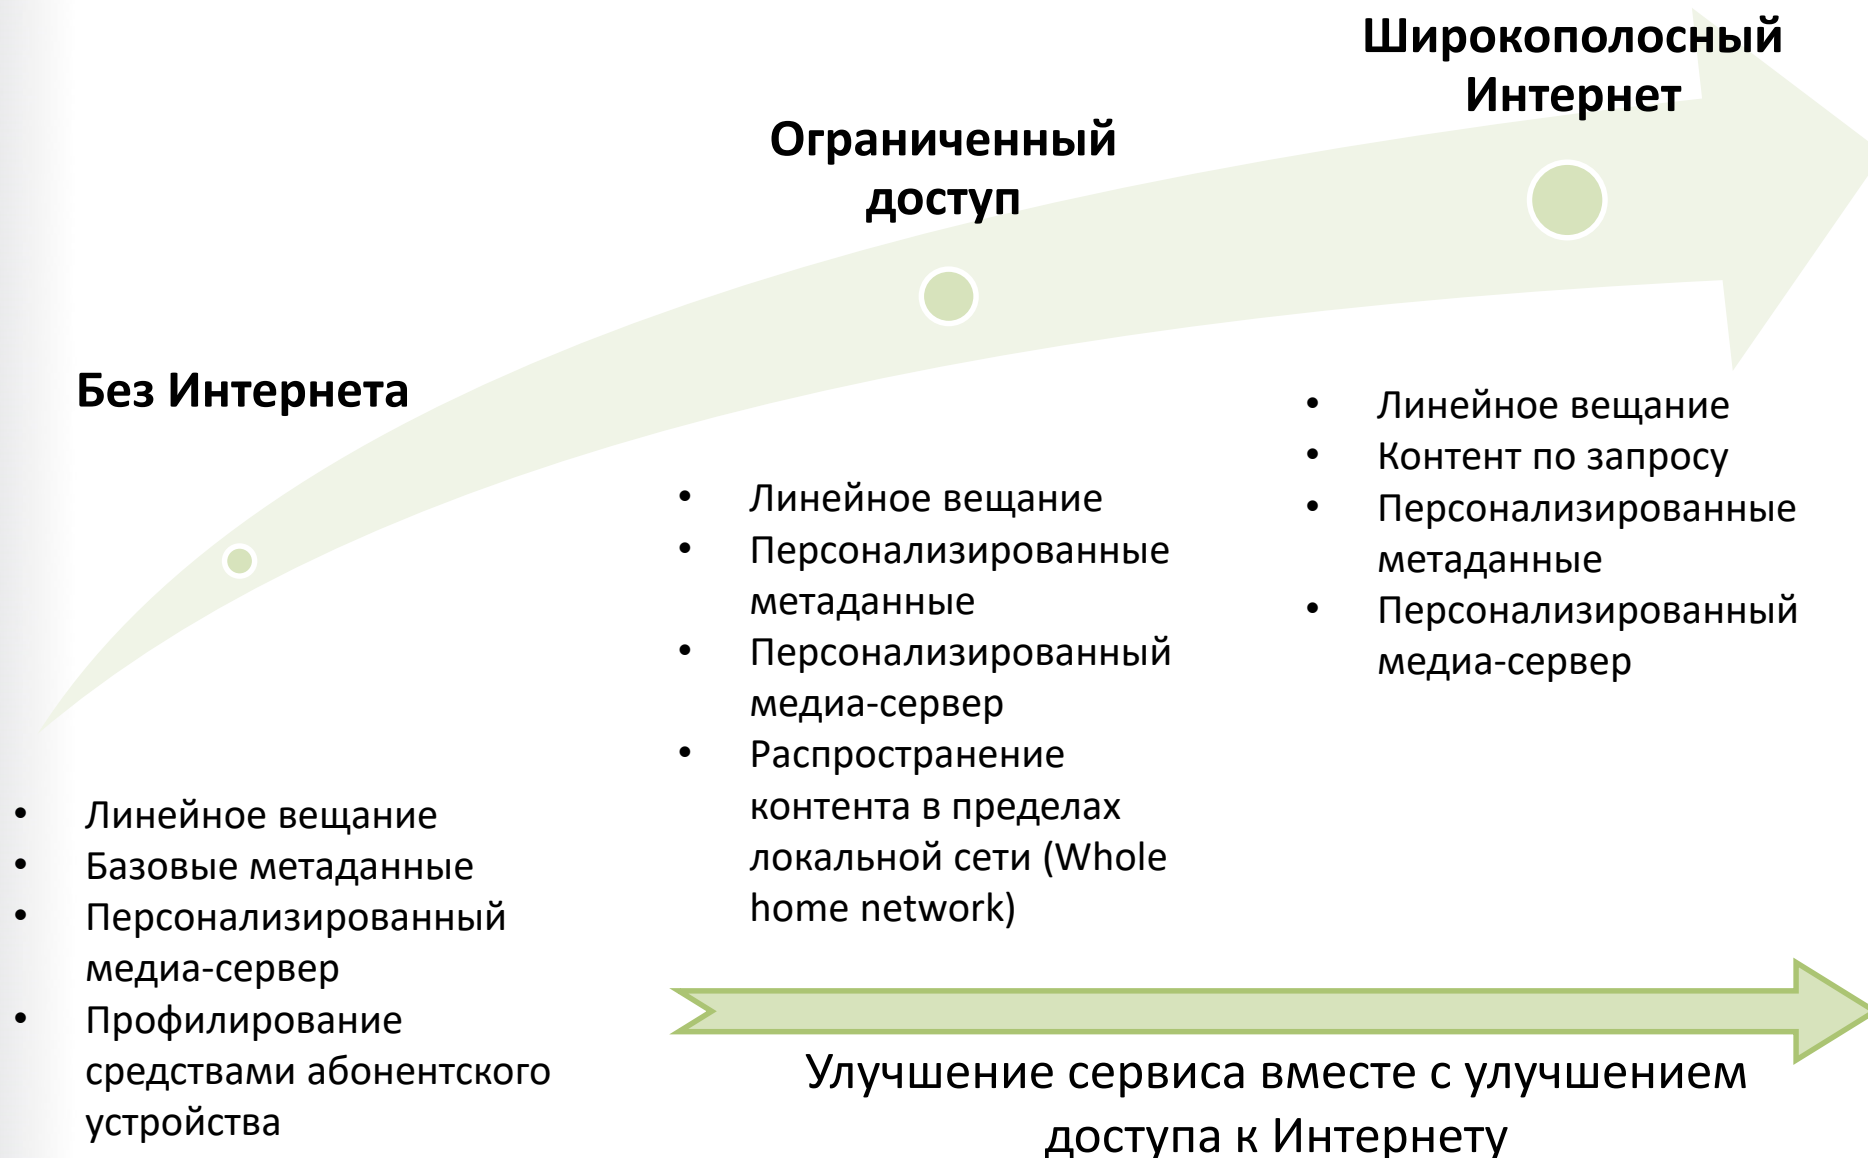 Без Интернета
• Линейное вещание
• Базовые метаданные
• Персонализированный
медиа-сервер
• Профилирование
средствами абонентского
устройства
Ограниченный
доступ
• Линейное вещание
• Персонализированные
метаданные
• Персонализированный
медиа-сервер
• Распространение
контента в пределах
локальной сети (Whole
home network)
Широкополосный
Интернет
• Линейное вещание
• Контент по запросу
• Персонализированные
метаданные
• Персонализированный
медиа-сервер
Улучшение сервиса вместе с улучшением
доступа к Интернету